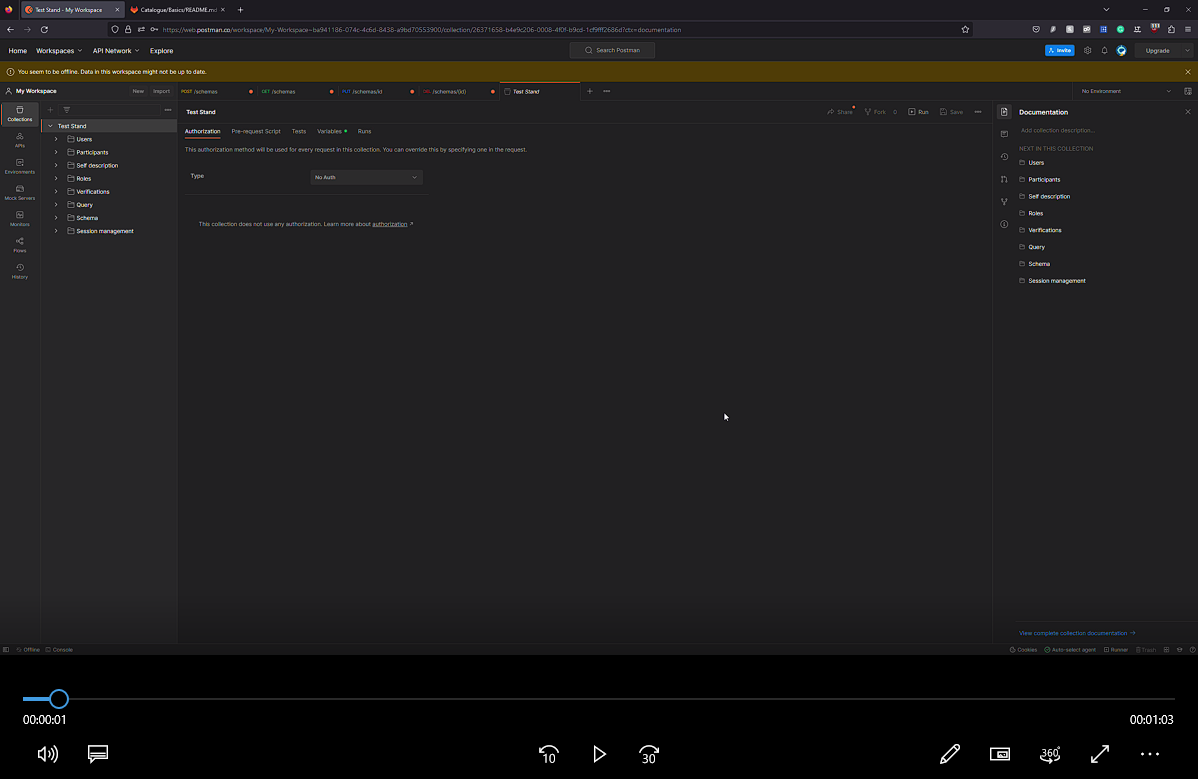 Test Stand - My Workspace
Catalogue/Basics/README.md
https://web.postman.co/workspace/My-Workspace~ba941186-074c-4c6d-8438-a9bd70553900/collection/26371658-b4e9c206-0008-4f0f-b9cd-1cf9fff2686d?ctx=documentation
Home Workspaces API Network Explore Search Postman Invite Upgrade
You seem to be offline. Data in this workspace might not be up to date.
My Workspace New Import POST /schemas GET /schemas PUT /schemas/id DEL /schemas/{id} Test Stand No Environment
Collections
APIs
Environments
Mock Servers
Monitors
Flows
History
Test Stand
Users
Participants
Self description
Roles
Verifications
Query
Schema
Session management
Test Stand Share Fork 0 Run Save
Authorization Pre-request Script Tests Variables Runs
This authorization method will be used for every request in this collection. You can override this by specifying one in the request.
Type No Auth
This collection does not use any authorization. Learn more about authorization
Documentation
Add collection description...
NEXT IN THIS COLLECTION
Users
Participants
Self description
Roles
Verifications
Query
Schema
Session management
View complete collection documentation
Offline Console Cookies Auto-select agent Runner Trash
00:00:01 00:01:03
10 30 360°